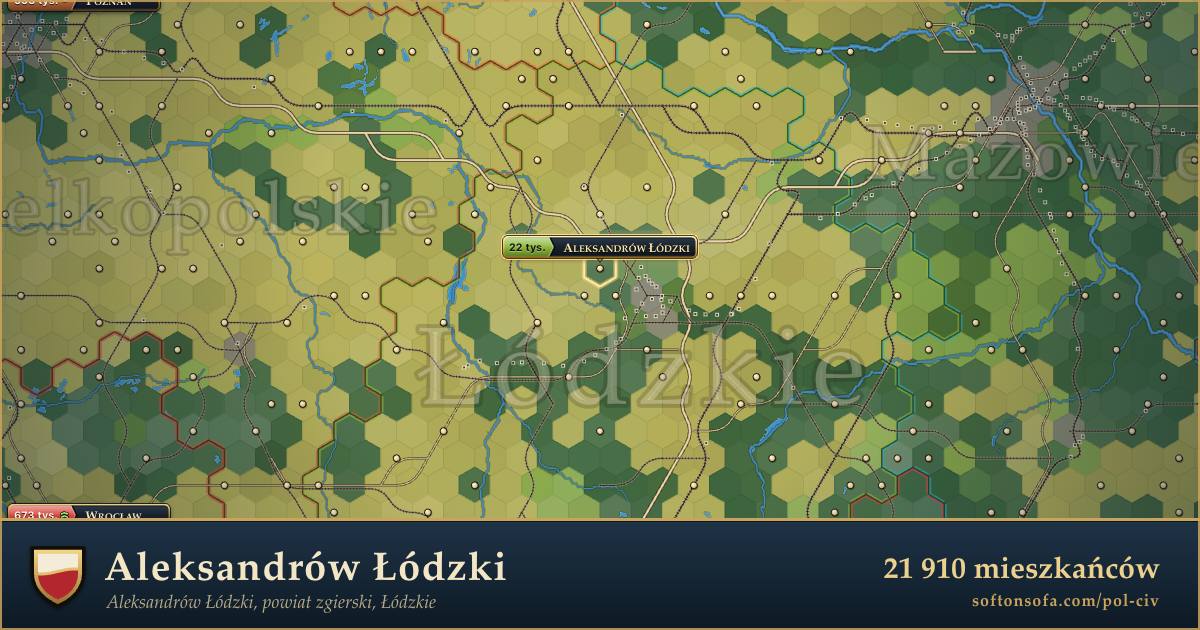 Poznań
Mazowie
elkopolskie
22 tys. Aleksandrów Łódzki
Łódzkie
673 tys. Wrocław
Aleksandrów Łódzki
21 910 mieszkańców
Aleksandrów Łódzki, powiat zgierski, Łódzkie
softonsofa.com/pol-civ